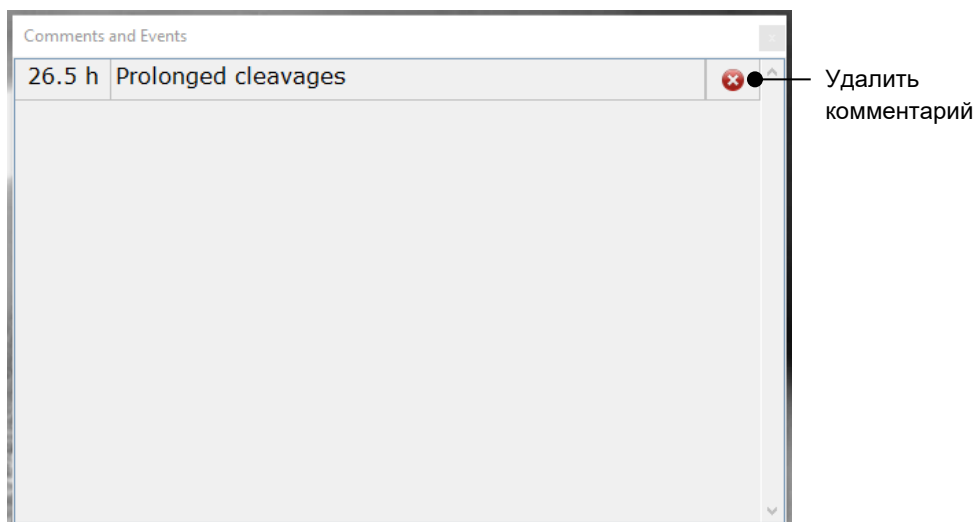 Comments and Events
26.5 h Prolonged cleavages
Удалить
комментарий